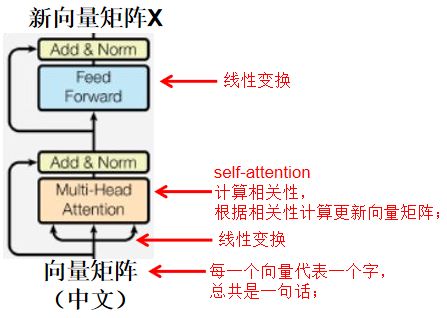 新向量矩阵X
Add & Norm
Feed
Forward
线性变换
Add & Norm
Multi-Head
Attention
self-attention
计算相关性，
根据相关性计算更新向量矩阵；
线性变换
向量矩阵
（中文）
每一个向量代表一个字，
总共是一句话；